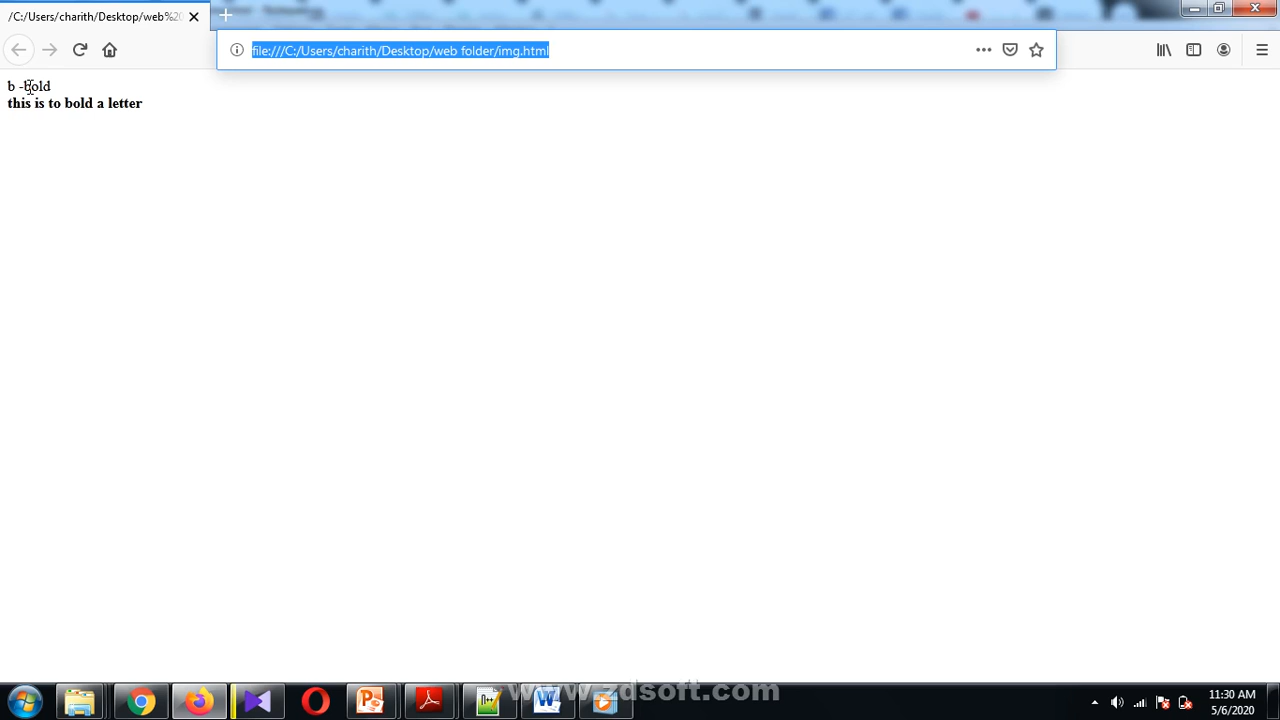 /C:/Users/charith/Desktop/web%20
file:///C:/Users/charith/Desktop/web folder/img.html
b -bold
this is to bold a letter
www.zdsoft.com
11:30 AM
5/6/2020